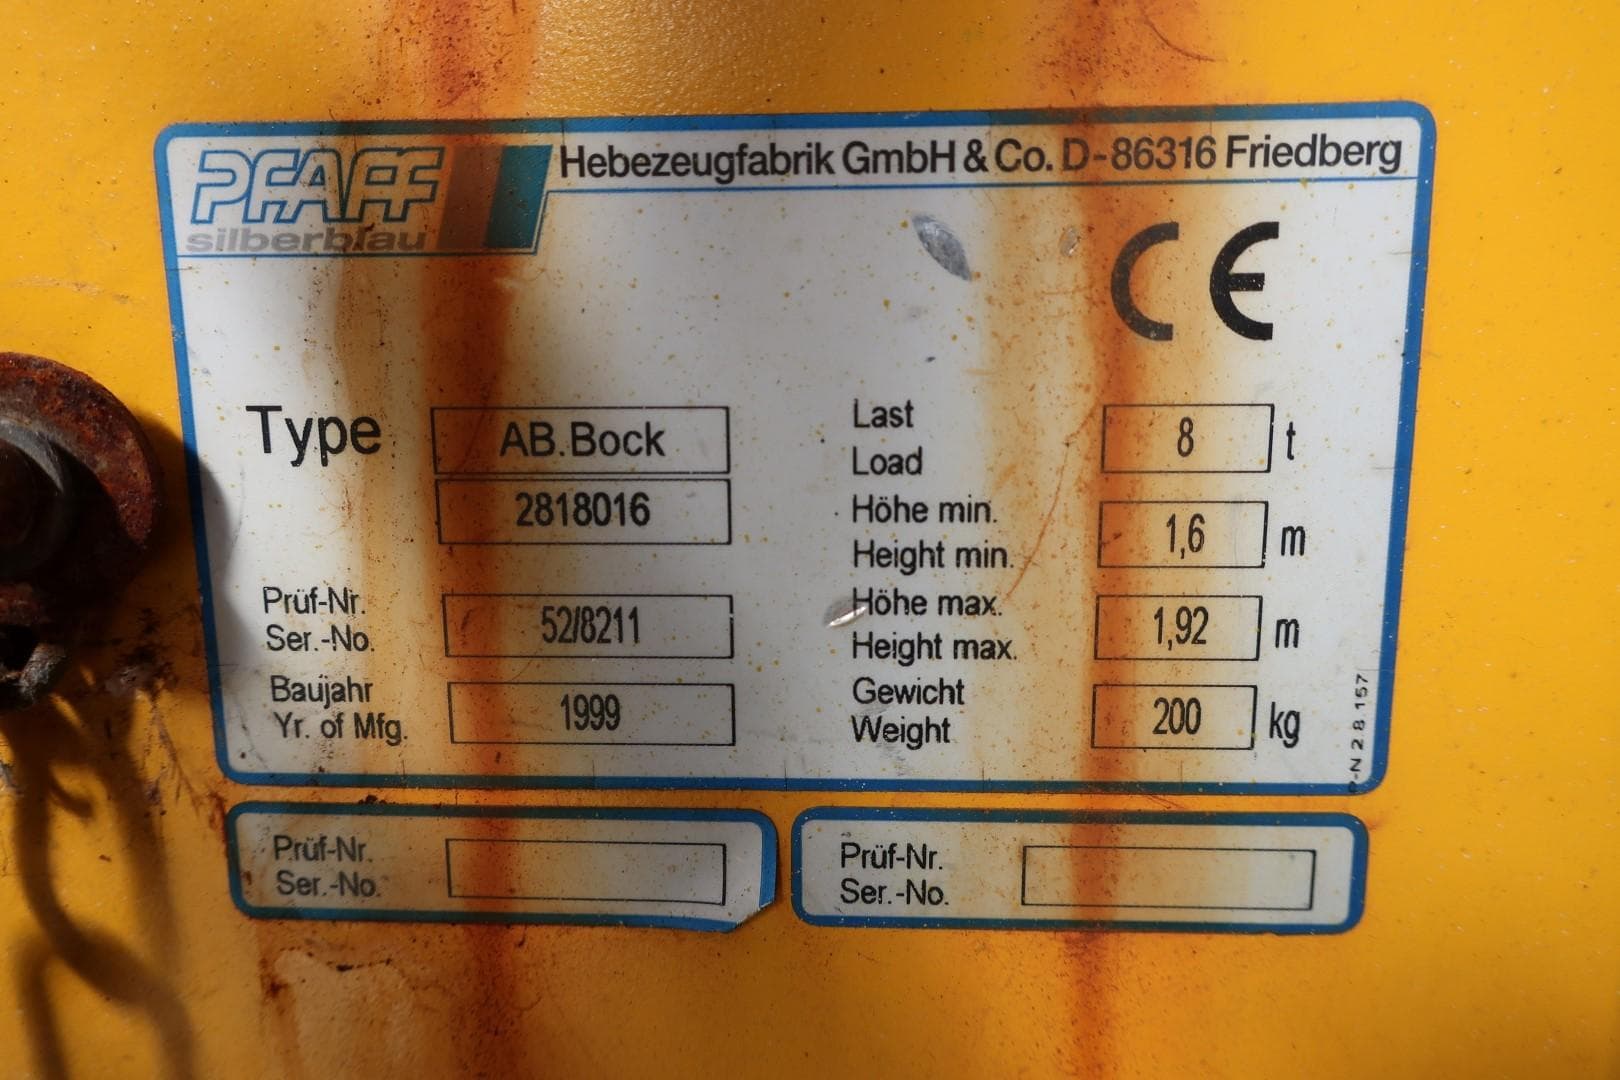 PFAFF
silberblau
Hebezeugfabrik GmbH & Co. D-86316 Friedberg
CE
Type AB.Bock
2818016
Prüf-Nr.
Ser.-No. 52/8211
Baujahr
Yr. of Mfg. 1999
Last
Load 8 t
Höhe min.
Height min. 1,6 m
Höhe max.
Height max. 1,92 m
Gewicht
Weight 200 kg
P-N 2 8.157
Prüf-Nr.
Ser.-No.
Prüf-Nr.
Ser.-No.